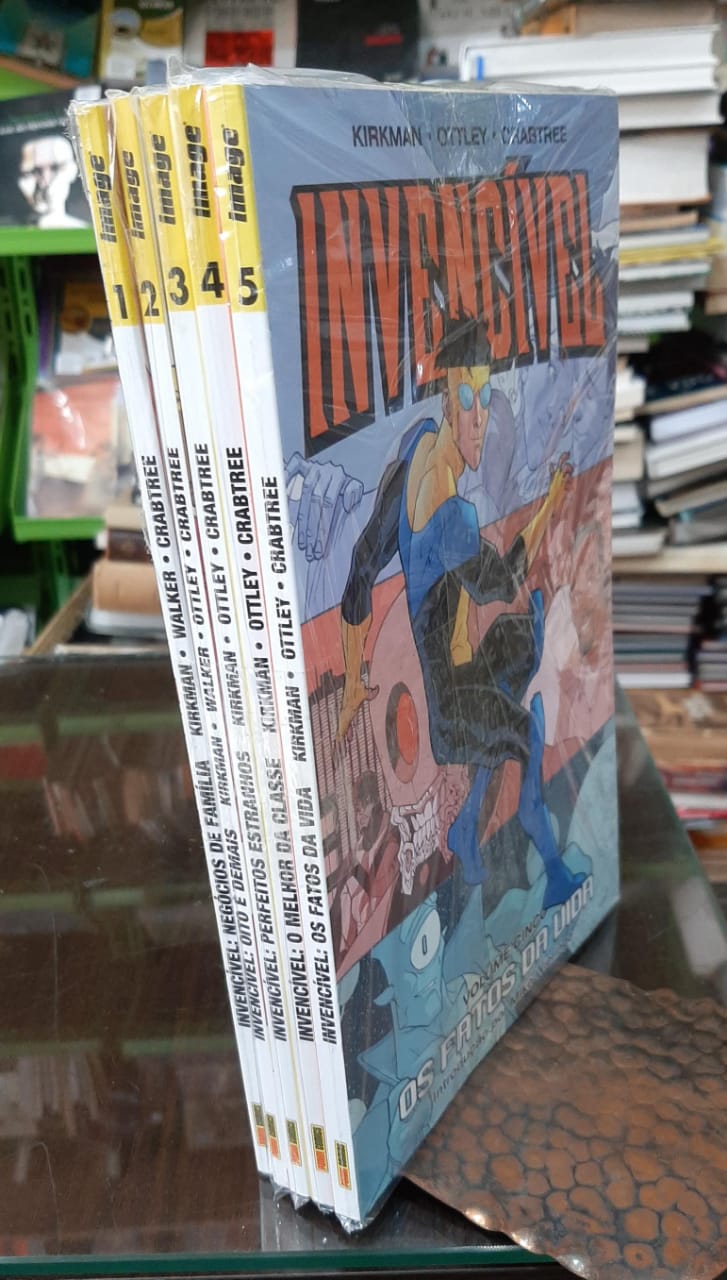 image
1
INVENCÍVEL: NEGÓCIOS DE FAMÍLIA KIRKMAN • WALKER • CRABTREE
image
2
INVENCÍVEL: OITO É DEMAIS KIRKMAN • WALKER • OTTLEY • CRABTREE
image
3
INVENCÍVEL: PERFEITOS ESTRANHOS KIRKMAN • OTTLEY • CRABTREE
image
4
INVENCÍVEL: O MELHOR DA CLASSE KIRKMAN • OTTLEY • CRABTREE
image
5
INVENCÍVEL: OS FATOS DA VIDA KIRKMAN • OTTLEY • CRABTREE
KIRKMAN • OTTLEY • CRABTREE
INVENCÍVEL
VOLUME CINCO
OS FATOS DA VIDA
Introdução de